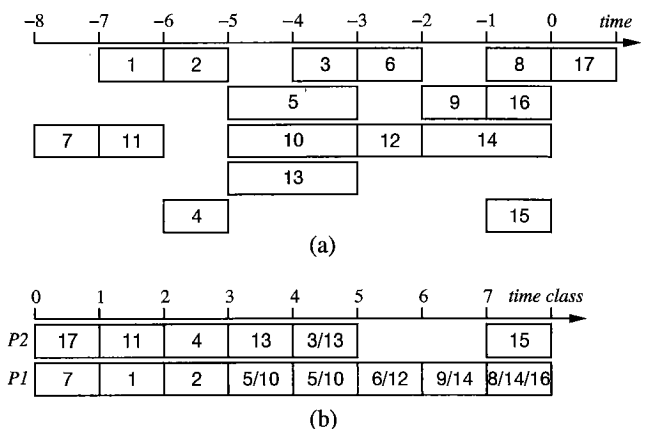 −8 −7 −6 −5 −4 −3 −2 −1 0 time
1 2 3 6 8 17
5 9 16
7 11 10 12 14
13
4 15
(a)
0 1 2 3 4 5 6 7 time class
P2 17 11 4 13 3/13 15
P1 7 1 2 5/10 5/10 6/12 9/14 8/14/16
(b)